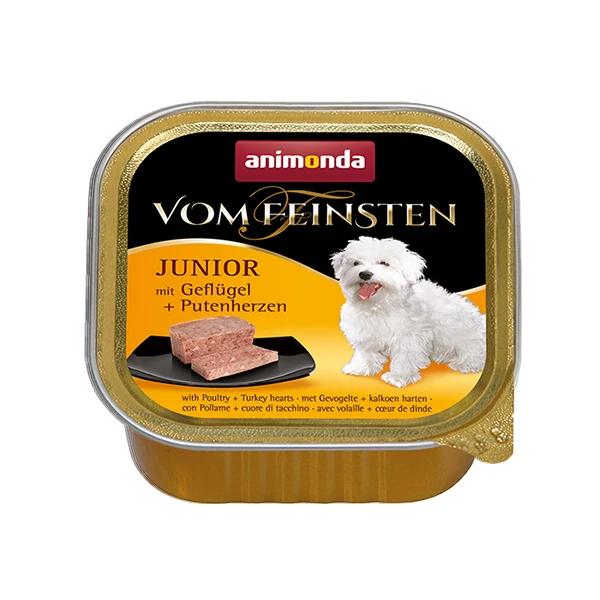 animonda
VOM FEINSTEN
F
JUNIOR
mit Geflügel
+ Putenherzen
with Poultry + Turkey hearts · met Gevogelte + kalkoen harten ·
con Pollame + cuore di tacchino · avec volaille + cœur de dinde